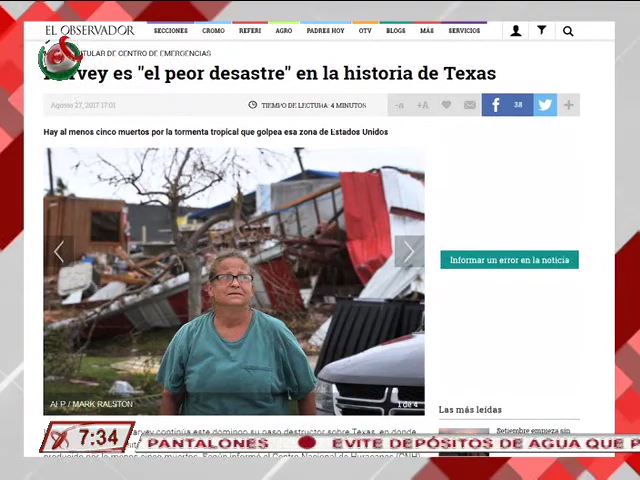 EL OBSERVADOR
SECCIONES CROMO REFERI AGRO PADRES HOY OTV BLOGS MÁS SERVICIOS
TITULAR DE CENTRO DE EMERGENCIAS
Harvey es "el peor desastre" en la historia de Texas
Agosto 27, 2017 17:01
TIEMPO DE LECTURA: 4 MINUTOS
-a +A f 38 +
Hay al menos cinco muertos por la tormenta tropical que golpea esa zona de Estados Unidos
Informar un error en la noticia
AFP / MARK RALSTON
1 de 4
Las más leídas
Setiembre empieza sin
continúa este domingo su paso destructor sobre Texas, en donde
producido por lo menos cinco muertos. Según informó el Centro Nacional de Huracanes (CNH)
7:34
PANTALONES EVITE DEPÓSITOS DE AGUA QUE P